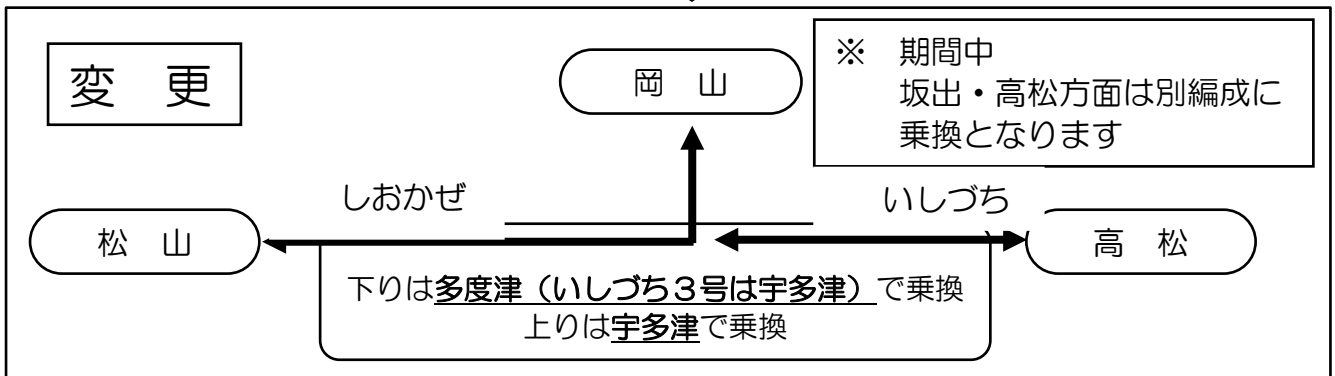 変 更
岡 山
※ 期間中
坂出・高松方面は別編成に
乗換となります
しおかぜ
いしづち
松 山
高 松
下りは多度津（いしづち３号は宇多津）で乗換
上りは宇多津で乗換